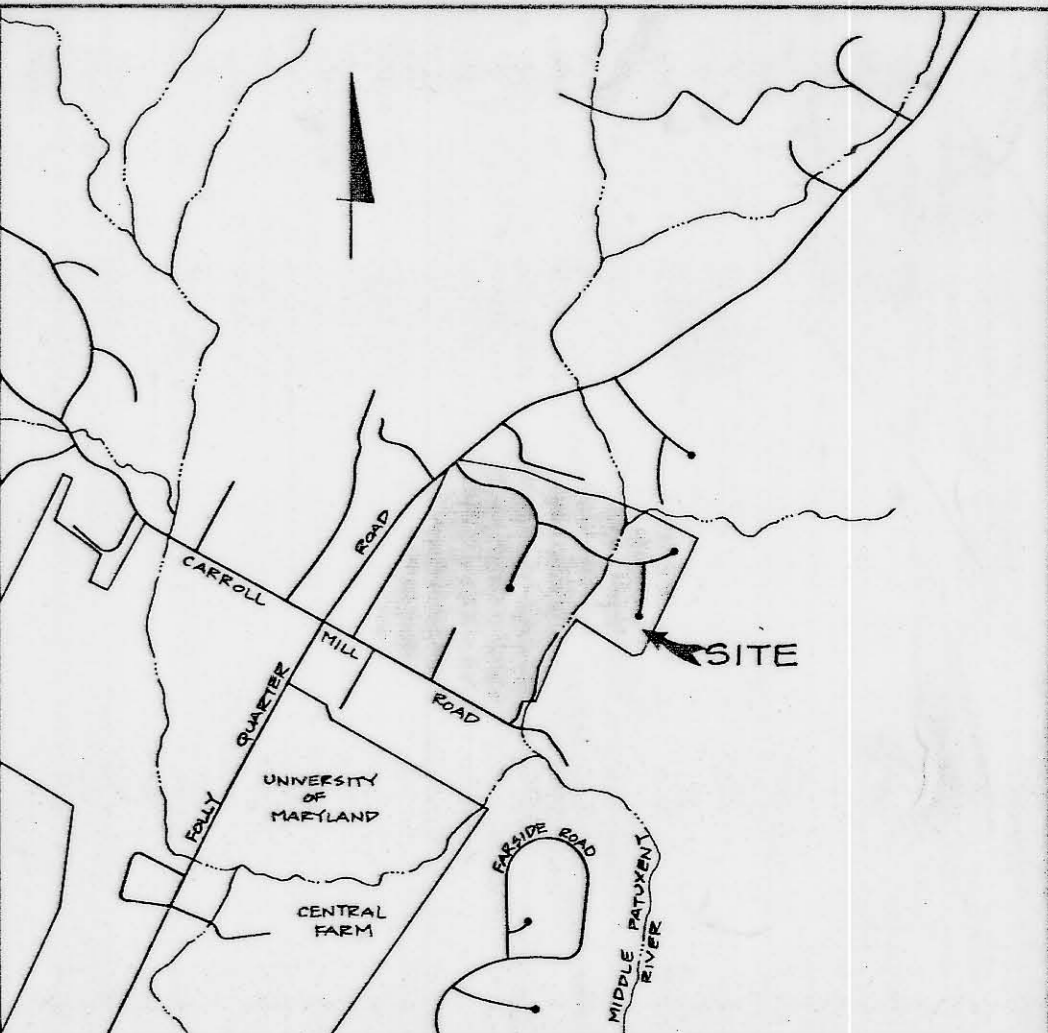 ROAD
CARROLL
MILL
ROAD
SITE
QUARTER
FOLLY
UNIVERSITY
OF
MARYLAND
CENTRAL
FARM
FARSIDE ROAD
MIDDLE PATUXENT
RIVER